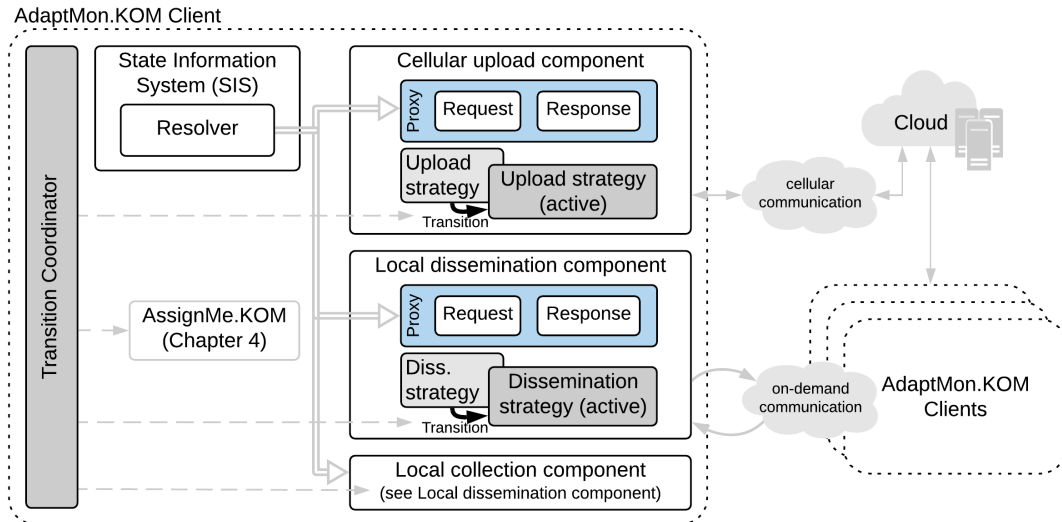 AdaptMon.KOM Client
Transition Coordinator
State Information
System (SIS)
Resolver
AssignMe.KOM
(Chapter 4)
Cellular upload component
Proxy
Request
Response
Upload
strategy
Upload strategy
(active)
Transition
Local dissemination component
Proxy
Request
Response
Diss.
strategy
Dissemination
strategy (active)
Transition
Local collection component
(see Local dissemination component)
Cloud
cellular
communication
on-demand
communication
AdaptMon.KOM
Clients